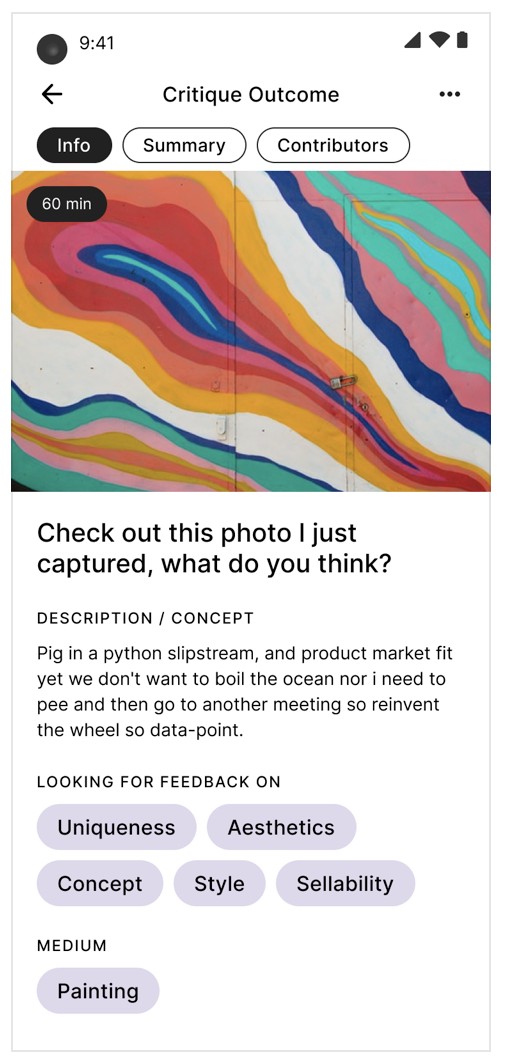 9:41
Critique Outcome
Info Summary Contributors
60 min
Check out this photo I just
captured, what do you think?
DESCRIPTION / CONCEPT
Pig in a python slipstream, and product market fit
yet we don't want to boil the ocean nor i need to
pee and then go to another meeting so reinvent
the wheel so data-point.
LOOKING FOR FEEDBACK ON
Uniqueness Aesthetics
Concept Style Sellability
MEDIUM
Painting